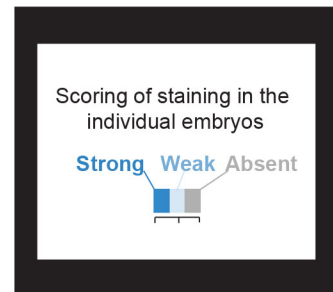 Scoring of staining in the
individual embryos
Strong Weak Absent